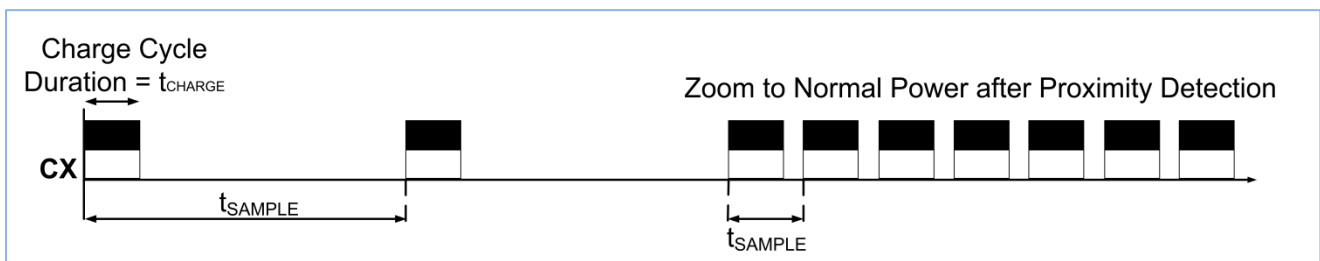 Charge Cycle
Duration = tCHARGE
Zoom to Normal Power after Proximity Detection
CX
tSAMPLE
tSAMPLE